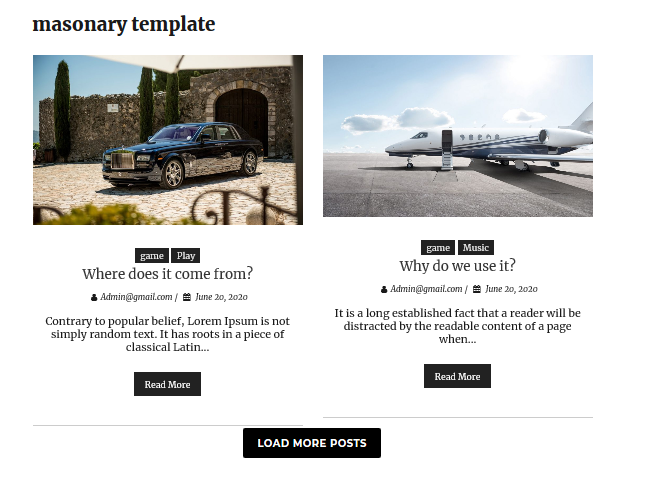 masonary template
game Play
Where does it come from?
Admin@gmail.com / June 20, 2020
Contrary to popular belief, Lorem Ipsum is not
simply random text. It has roots in a piece of
classical Latin...
Read More
game Music
Why do we use it?
Admin@gmail.com / June 20, 2020
It is a long established fact that a reader will be
distracted by the readable content of a page
when...
Read More
LOAD MORE POSTS